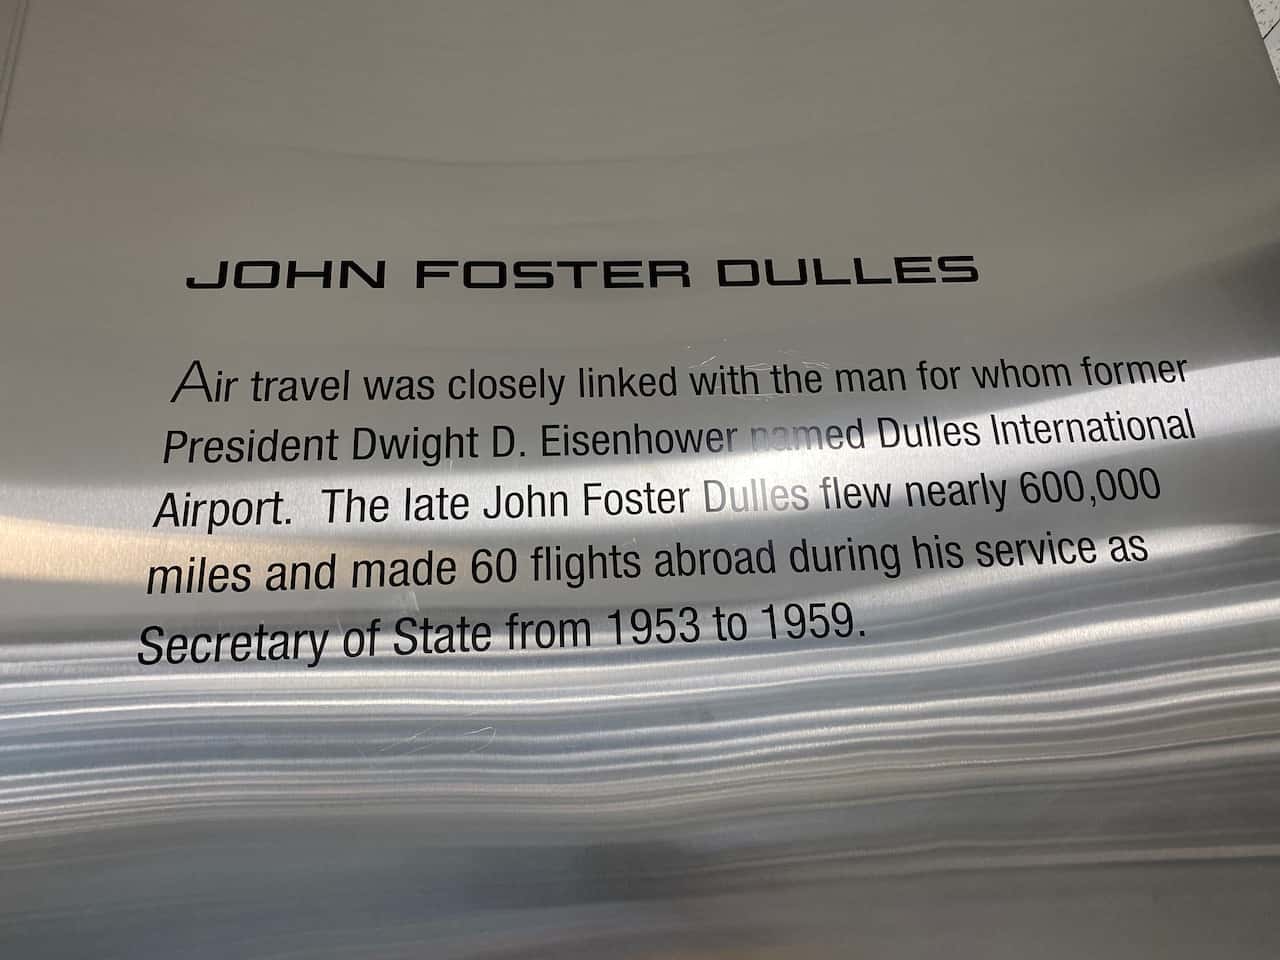 JOHN FOSTER DULLES
Air travel was closely linked with the man for whom former
President Dwight D. Eisenhower named Dulles International
Airport. The late John Foster Dulles flew nearly 600,000
miles and made 60 flights abroad during his service as
Secretary of State from 1953 to 1959.